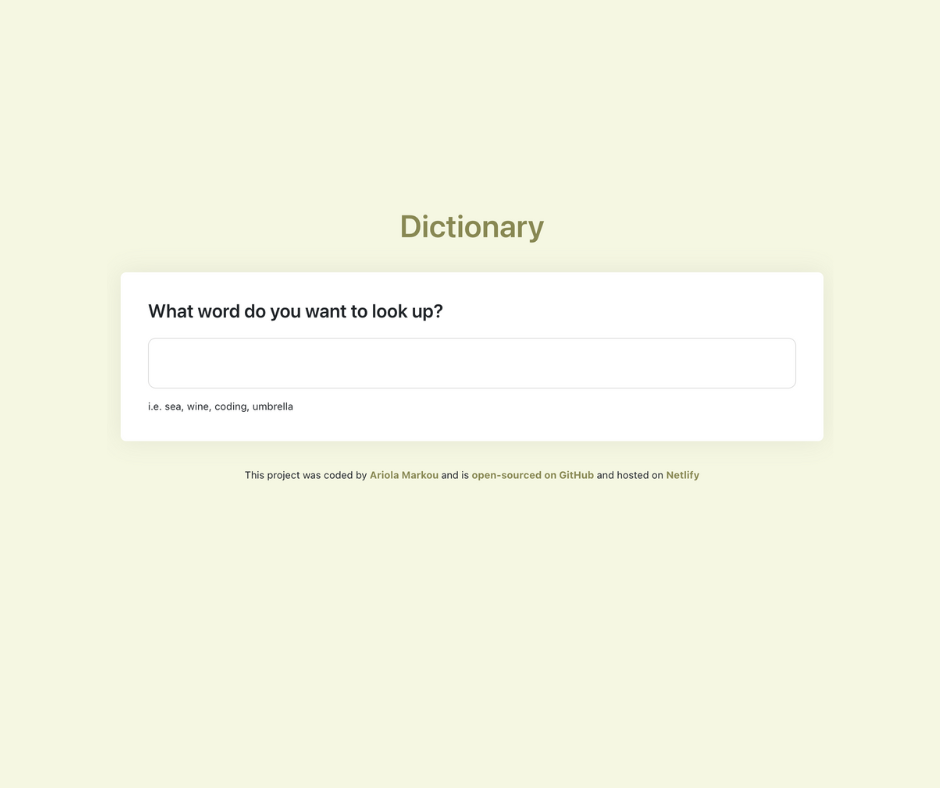 Dictionary
What word do you want to look up?
i.e. sea, wine, coding, umbrella
This project was coded by Ariola Markou and is open-sourced on GitHub and hosted on Netlify